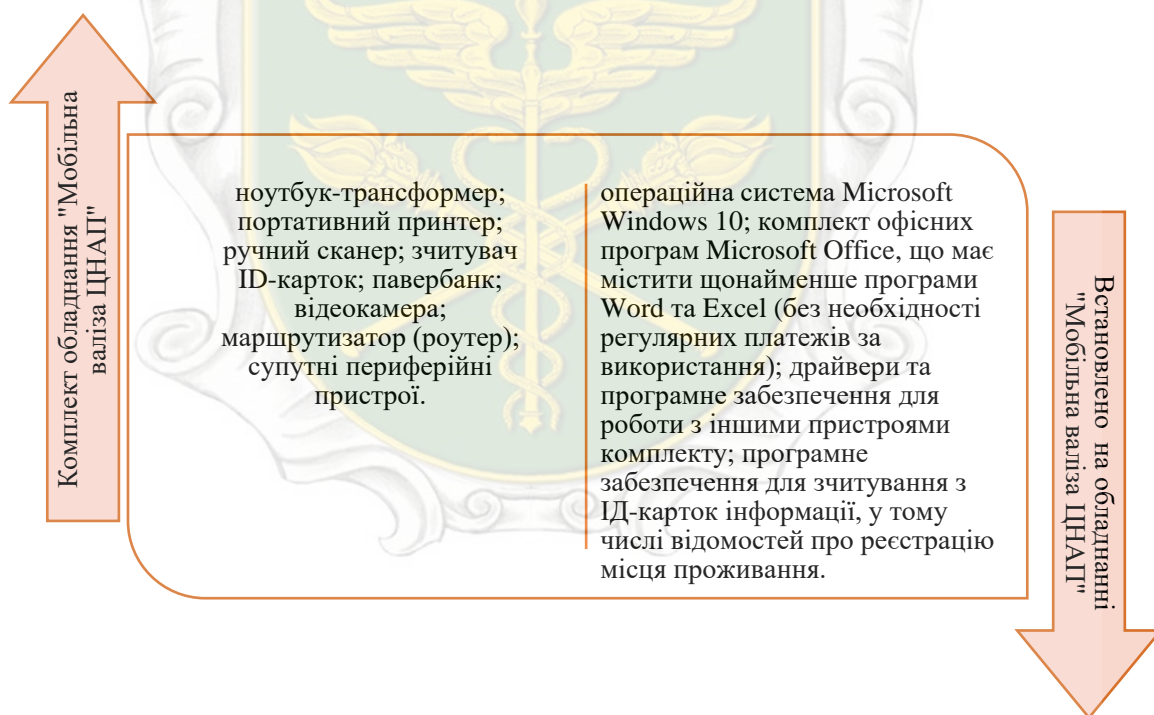 Комплект обладнання "Мобільна
валіза ЦНАП"
ноутбук-трансформер;
портативний принтер;
ручний сканер; зчитувач
ID-карток; павербанк;
відеокамера;
маршрутизатор (роутер);
супутні периферійні
пристрої.
операційна система Microsoft
Windows 10; комплект офісних
програм Microsoft Office, що має
містити щонайменше програми
Word та Excel (без необхідності
регулярних платежів за
використання); драйвери та
програмне забезпечення для
роботи з іншими пристроями
комплекту; програмне
забезпечення для зчитування з
ІД-карток інформації, у тому
числі відомостей про реєстрацію
місця проживання.
Встановлено на обладнанні
"Мобільна валіза ЦНАП"